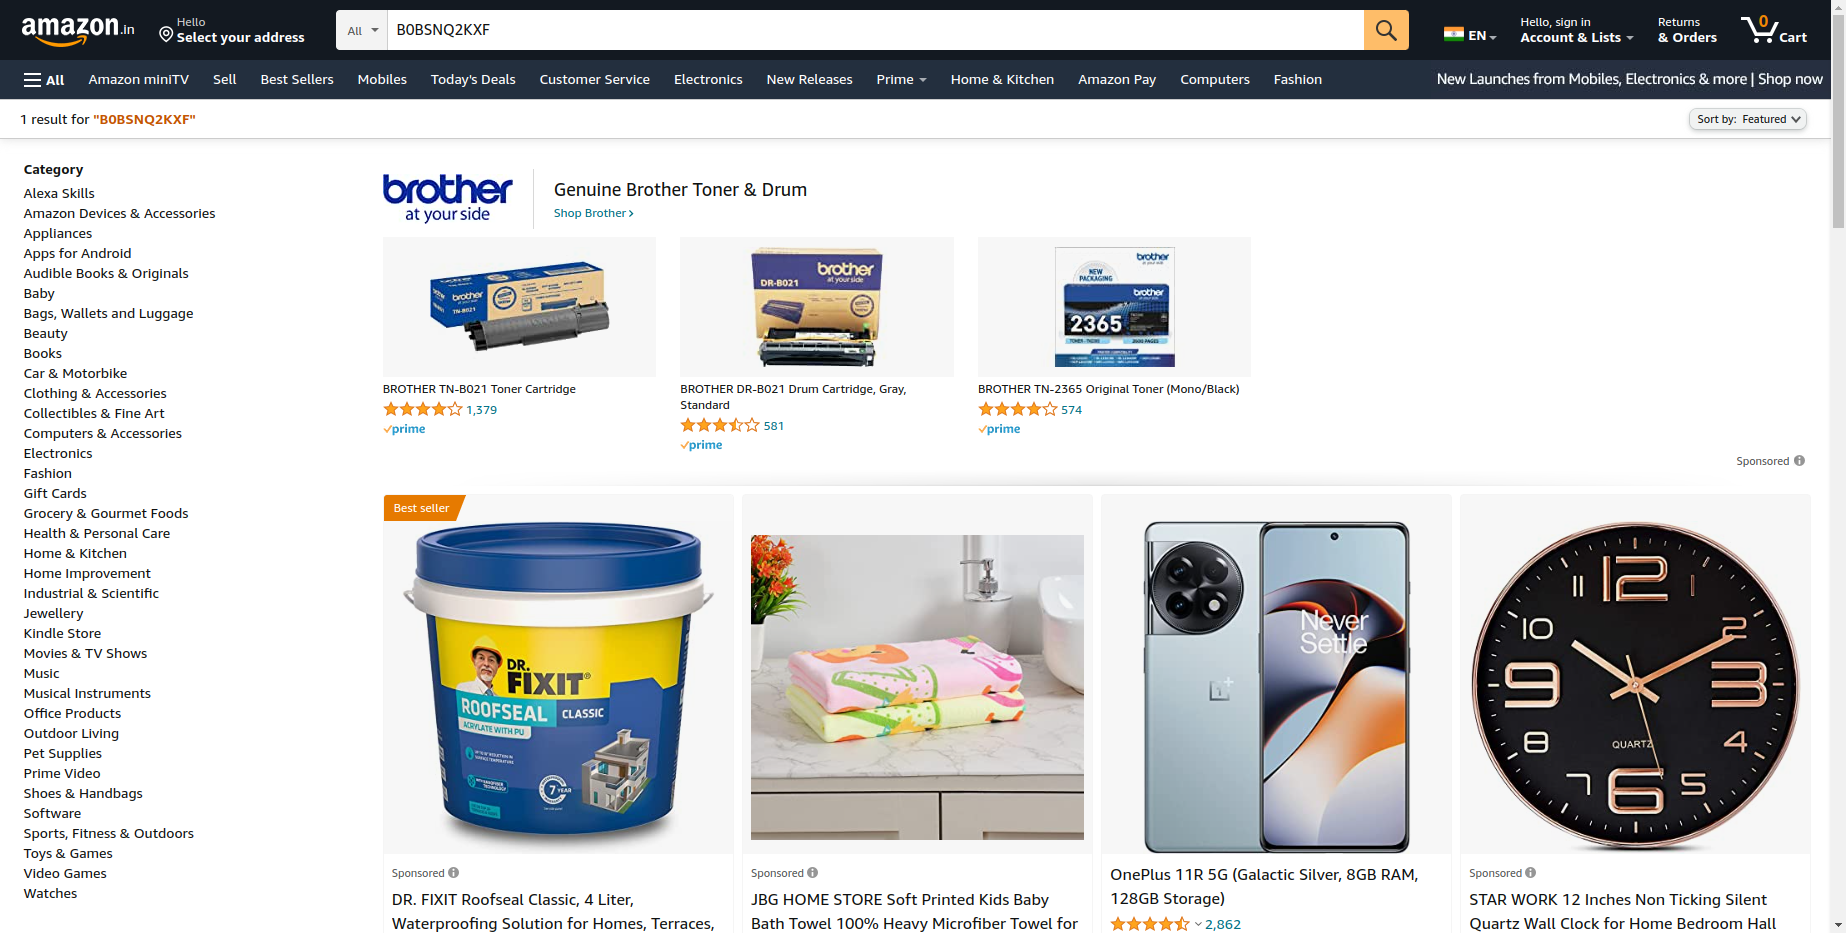 amazon.in
Hello
Select your address
All
B0BSNQ2KXF
EN
Hello, sign in
Account & Lists
Returns
& Orders
0
Cart
All
Amazon miniTV
Sell
Best Sellers
Mobiles
Today's Deals
Customer Service
Electronics
New Releases
Prime
Home & Kitchen
Amazon Pay
Computers
Fashion
New Launches from Mobiles, Electronics & more | Shop now
1 result for "B0BSNQ2KXF"
Sort by: Featured
Category
Alexa Skills
Amazon Devices & Accessories
Appliances
Apps for Android
Audible Books & Originals
Baby
Bags, Wallets and Luggage
Beauty
Books
Car & Motorbike
Clothing & Accessories
Collectibles & Fine Art
Computers & Accessories
Electronics
Fashion
Gift Cards
Grocery & Gourmet Foods
Health & Personal Care
Home & Kitchen
Home Improvement
Industrial & Scientific
Jewellery
Kindle Store
Movies & TV Shows
Music
Musical Instruments
Office Products
Outdoor Living
Pet Supplies
Prime Video
Shoes & Handbags
Software
Sports, Fitness & Outdoors
Toys & Games
Video Games
Watches
brother
at your side
Genuine Brother Toner & Drum
Shop Brother
brother
TN-B021
BROTHER TN-B021 Toner Cartridge
1,379
prime
brother
at your side
DR-B021
BROTHER DR-B021 Drum Cartridge, Gray,
Standard
581
prime
brother
at your side
NEW
PACKAGING
brother
2365
BROTHER TN-2365 Original Toner (Mono/Black)
574
prime
Sponsored
Best seller
DR.
FIXIT
ROOFSEAL CLASSIC
ACRYLATE WITH PU
7 YEAR
Sponsored
DR. FIXIT Roofseal Classic, 4 Liter,
Waterproofing Solution for Homes, Terraces,
Sponsored
JBG HOME STORE Soft Printed Kids Baby
Bath Towel 100% Heavy Microfiber Towel for
Never
Settle
OnePlus 11R 5G (Galactic Silver, 8GB RAM,
128GB Storage)
2,862
12
2
3
4
5
6
7
8
9
10
QUARTZ
Sponsored
STAR WORK 12 Inches Non Ticking Silent
Quartz Wall Clock for Home Bedroom Hall